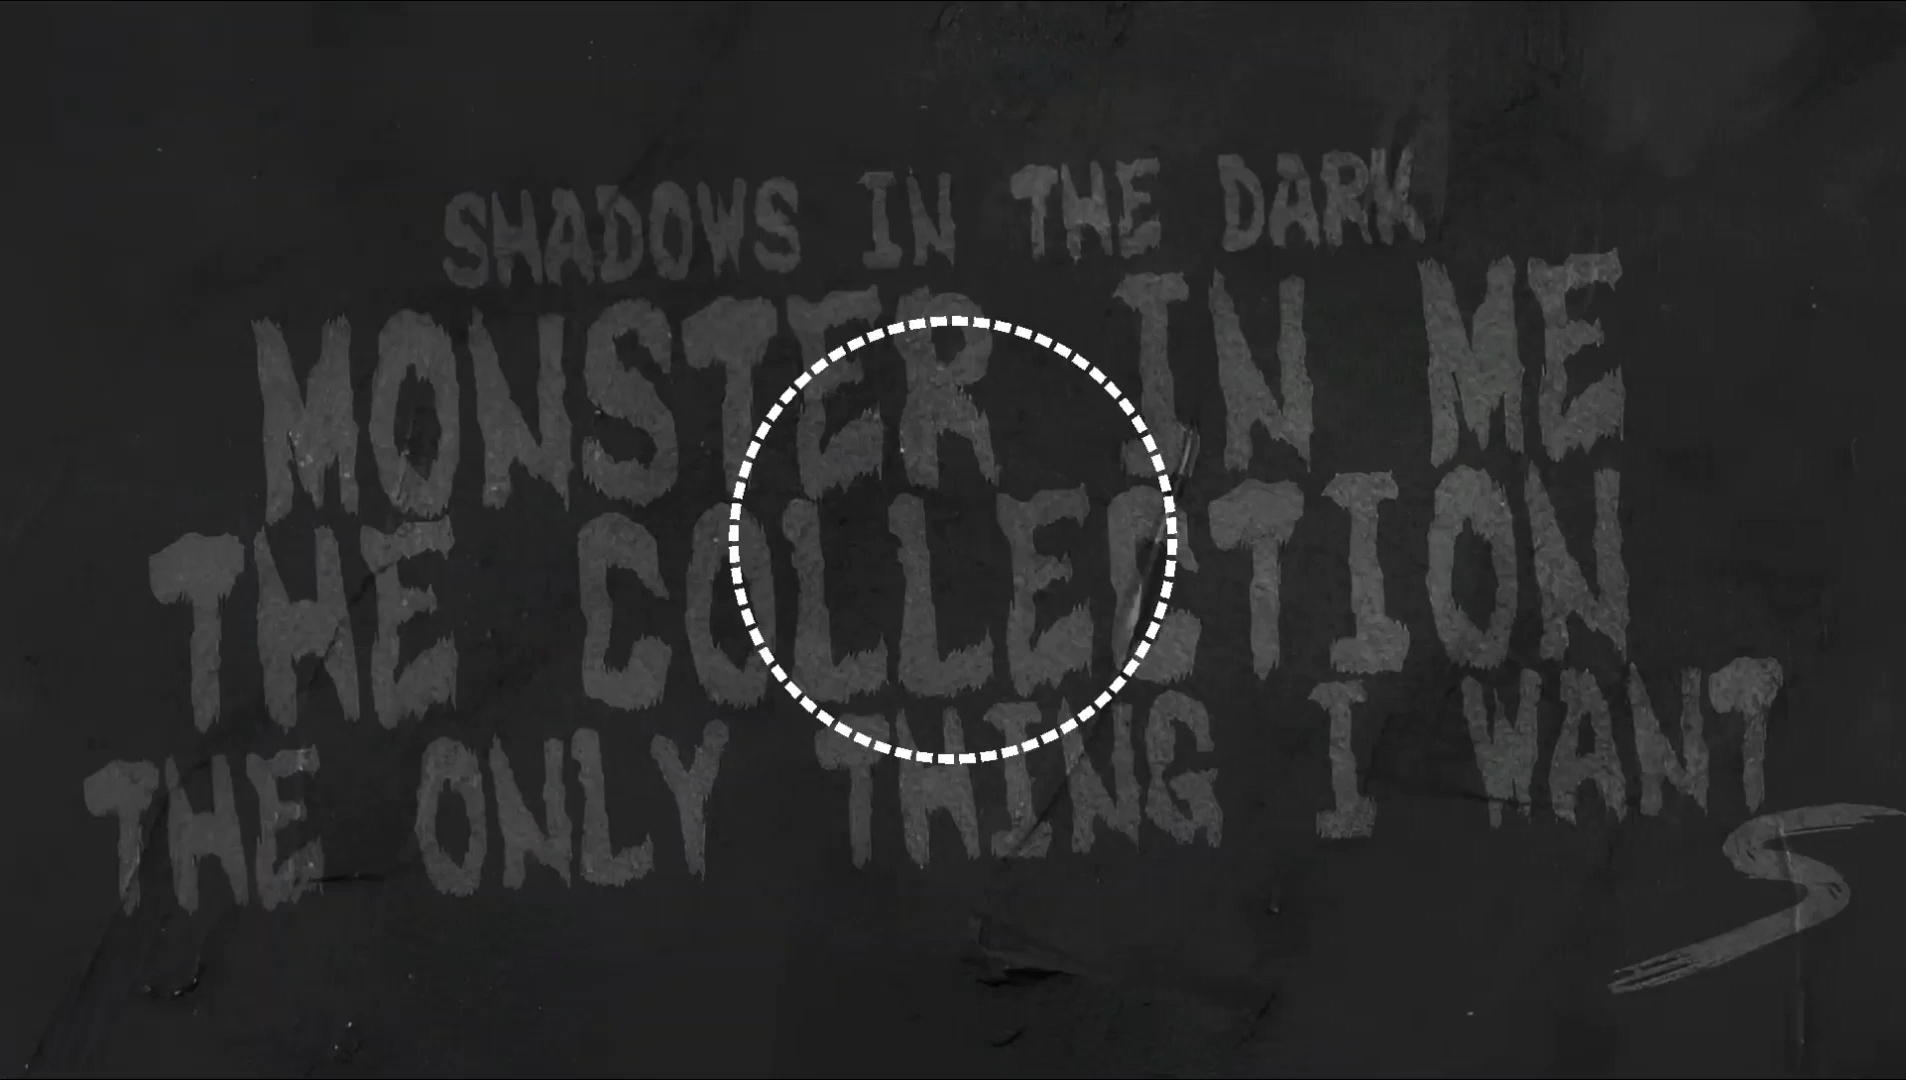 SHADOWS IN THE DARK
MONSTER IN ME
THE COLLECTION
THE ONLY THING I WANT
S